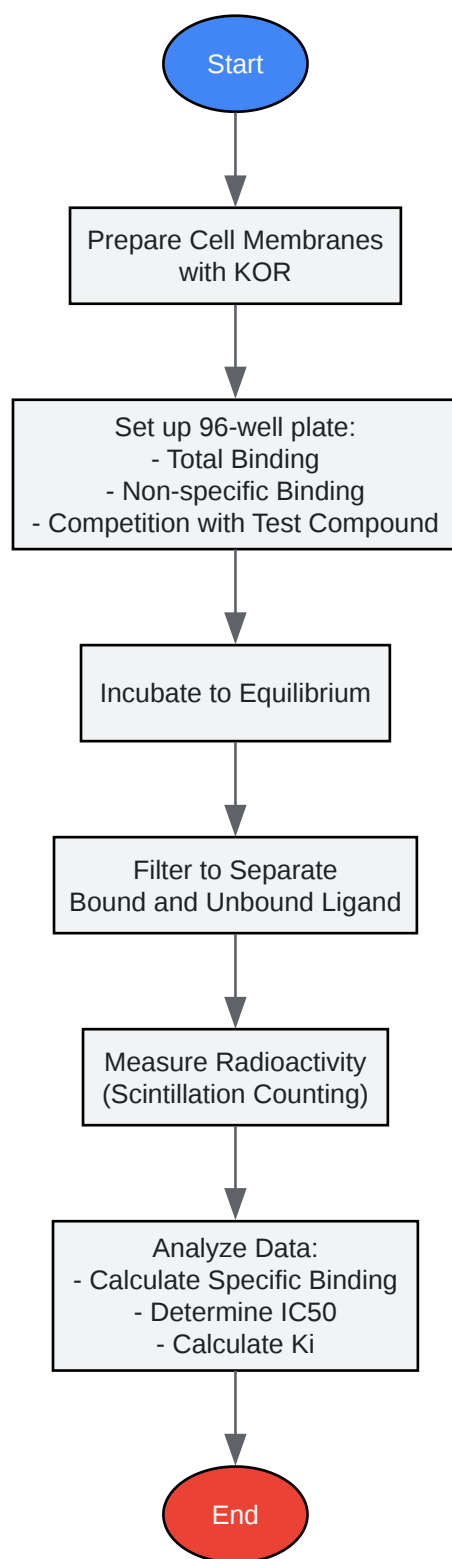 Start
Prepare Cell Membranes
with KOR
Set up 96-well plate:
- Total Binding
- Non-specific Binding
- Competition with Test Compound
Incubate to Equilibrium
Filter to Separate
Bound and Unbound Ligand
Measure Radioactivity
(Scintillation Counting)
Analyze Data:
- Calculate Specific Binding
- Determine IC50
- Calculate Ki
End